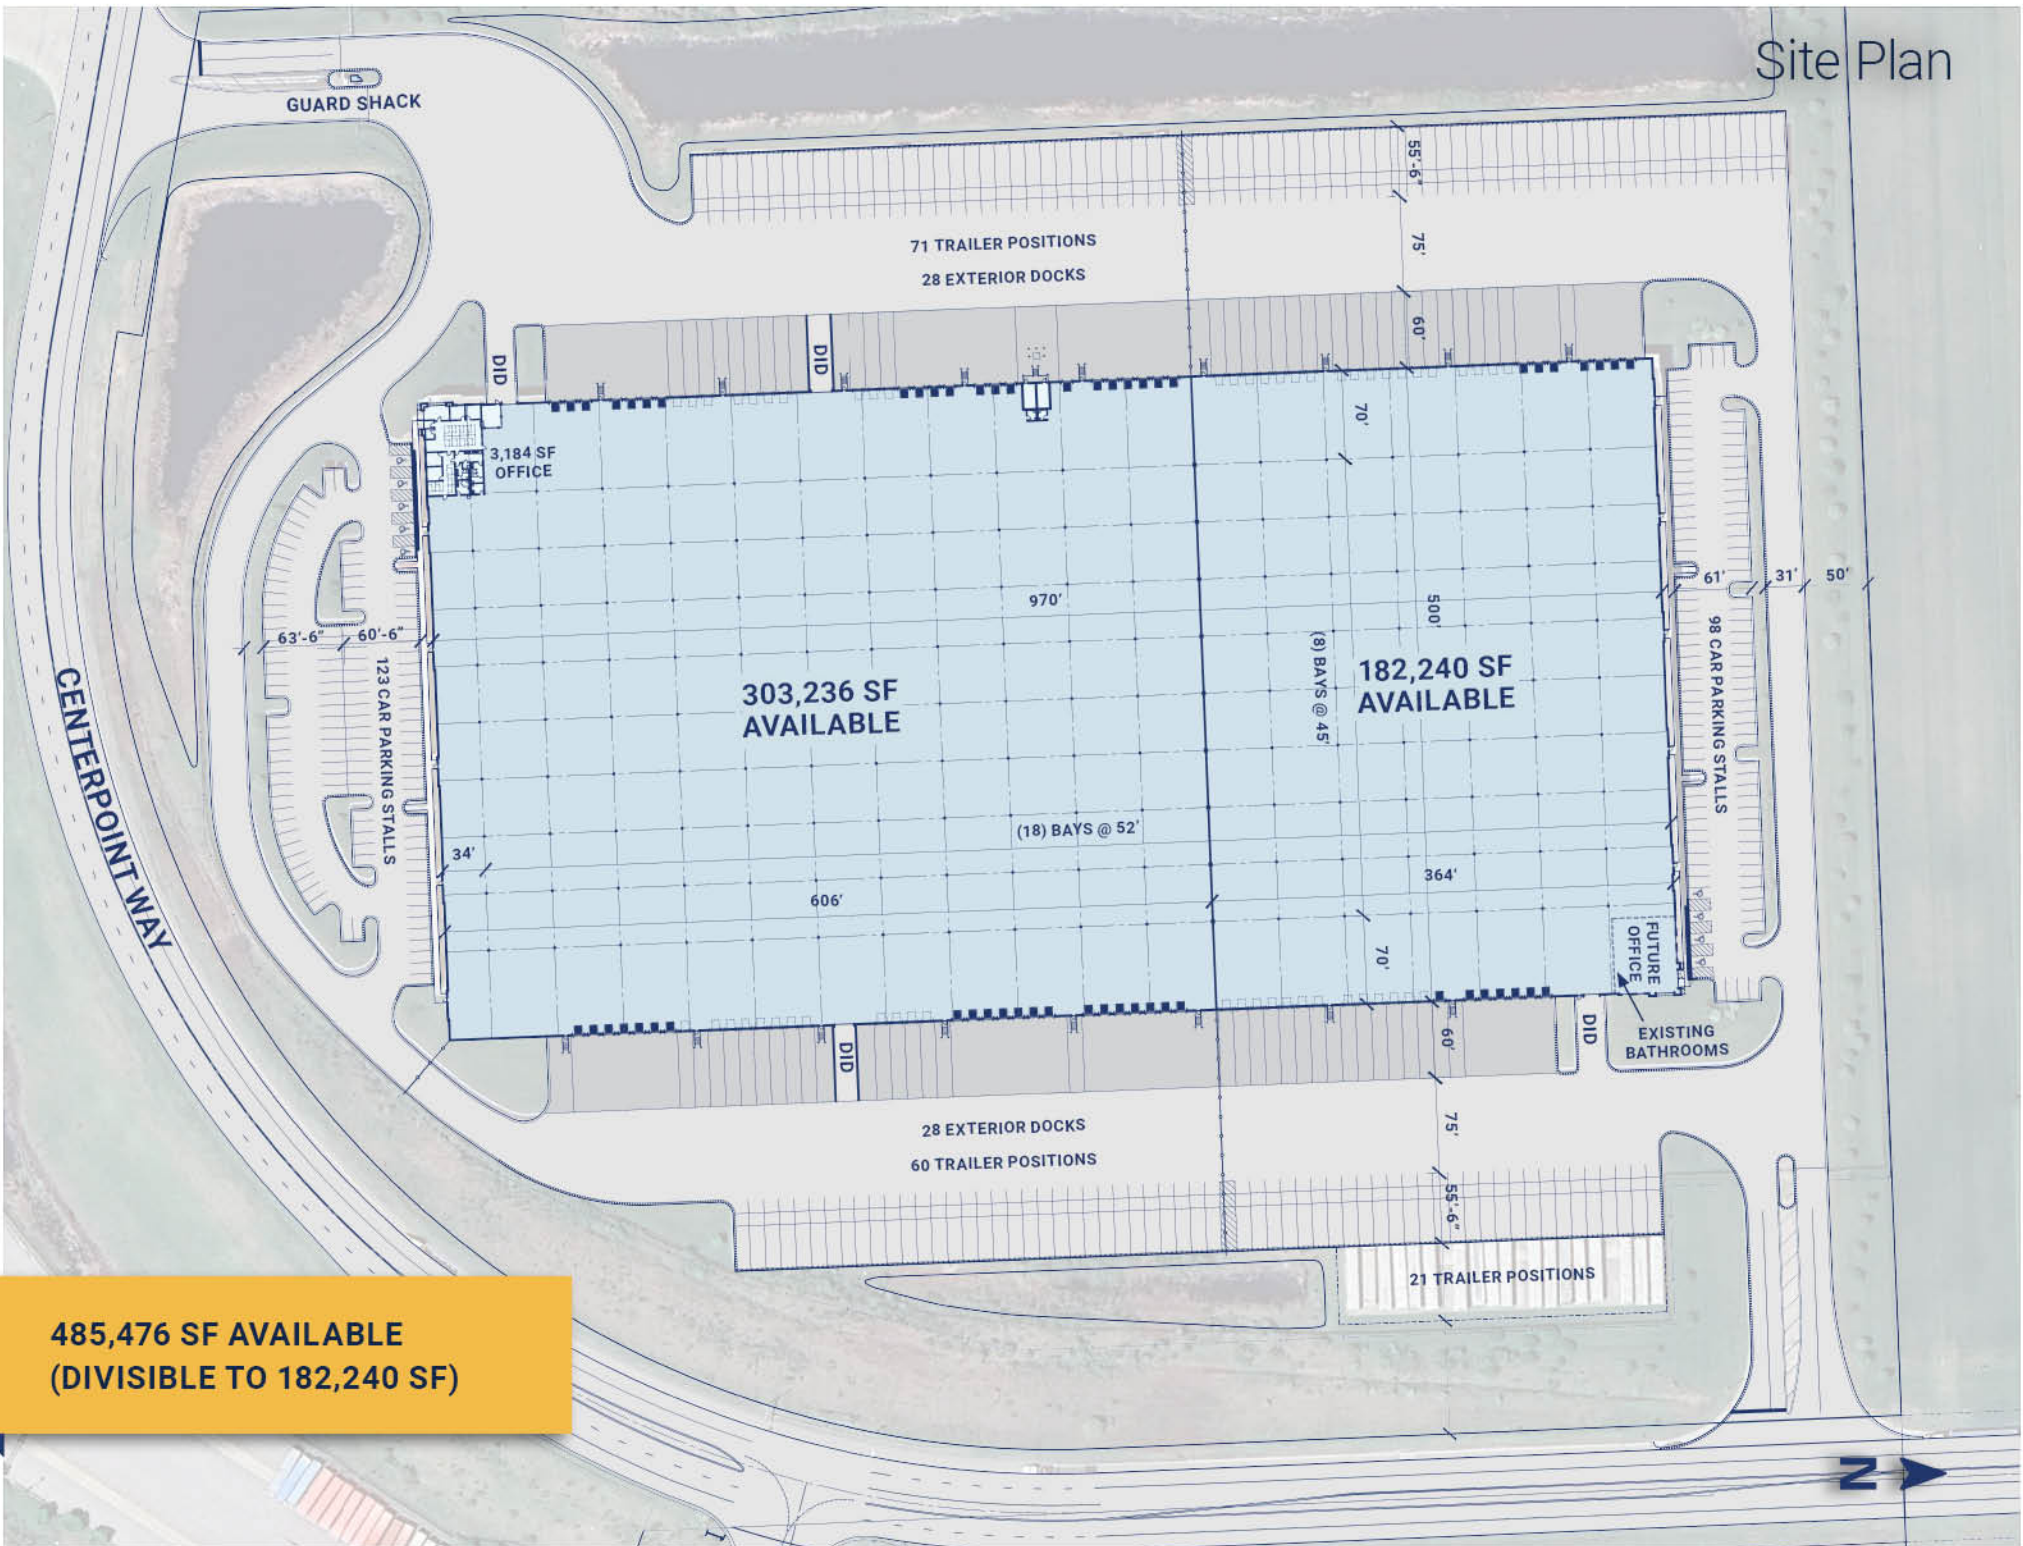 Site Plan
GUARD SHACK
55'-6"
71 TRAILER POSITIONS
28 EXTERIOR DOCKS
75'
60'
DID
DID
70'
3,184 SF
OFFICE
970'
500'
61'
31'
50'
63'-6"
60'-6"
(8) BAYS @ 45'
303,236 SF
AVAILABLE
182,240 SF
AVAILABLE
98 CAR PARKING STALLS
123 CAR PARKING STALLS
CENTERPOINT WAY
(18) BAYS @ 52'
34'
364'
606'
70'
FUTURE
OFFICE
EXISTING
BATHROOMS
DID
DID
60'
28 EXTERIOR DOCKS
60 TRAILER POSITIONS
75'
55'-6"
21 TRAILER POSITIONS
485,476 SF AVAILABLE
(DIVISIBLE TO 182,240 SF)
N